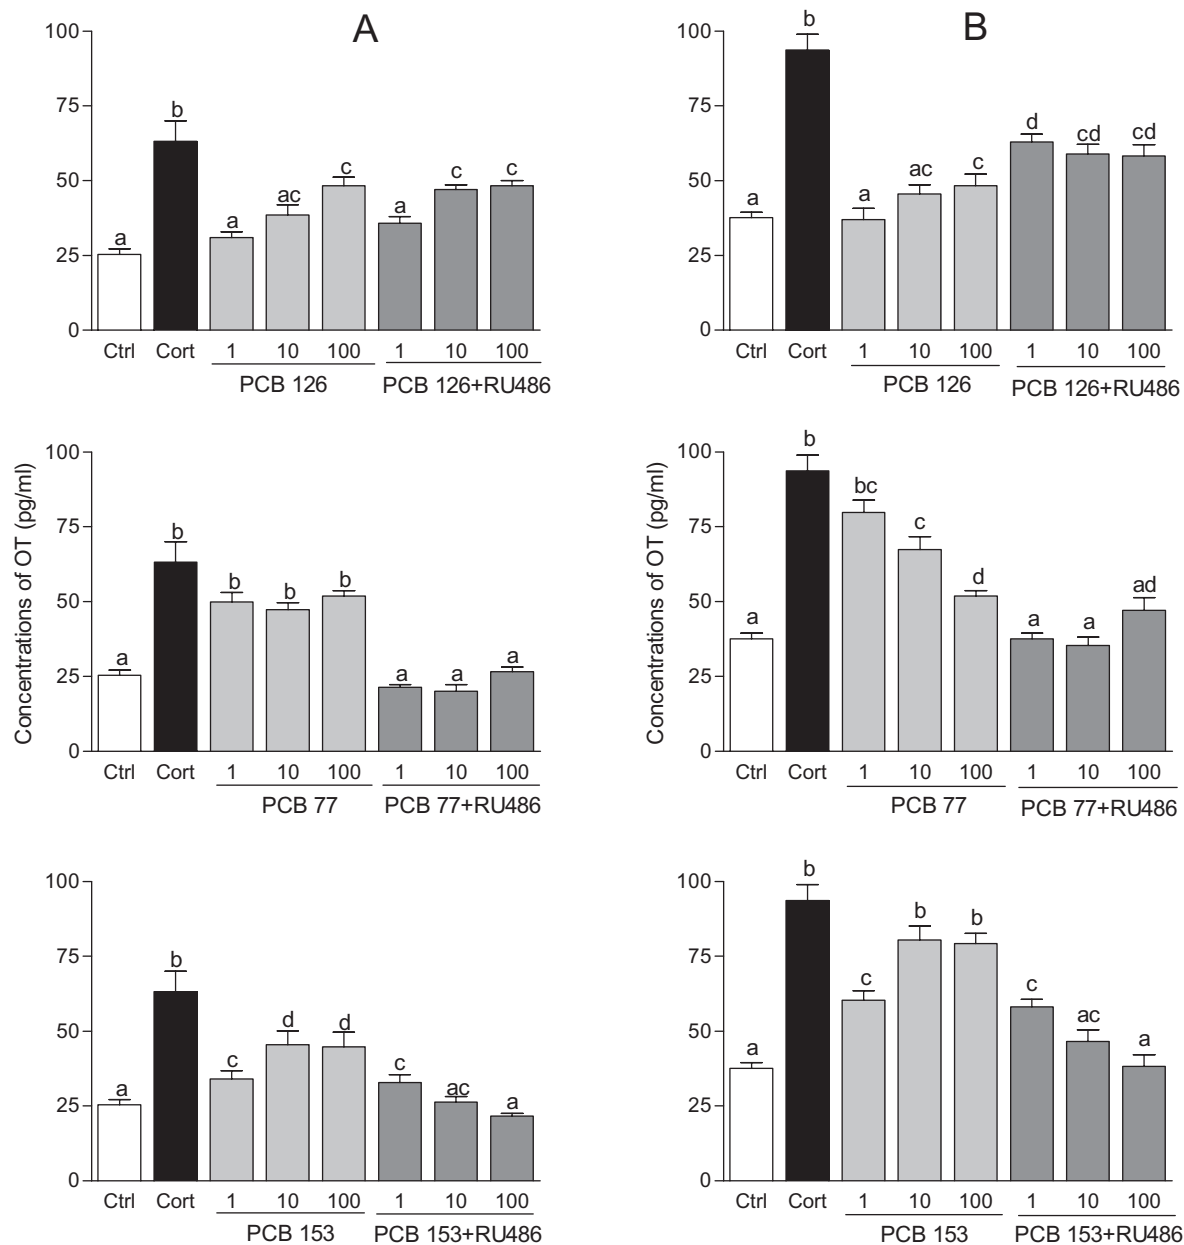 A
100
75
50
25
0
b
a
a
ac
c
a
c
c
Ctrl
Cort
1
10
100
1
10
100
PCB 126
PCB 126+RU486
B
100
75
50
25
0
b
a
a
ac
c
d
cd
cd
Ctrl
Cort
1
10
100
1
10
100
PCB 126
PCB 126+RU486
Concentrations of OT (pg/ml)
100
75
50
25
0
a
b
b
b
b
a
a
a
Ctrl
Cort
1
10
100
1
10
100
PCB 77
PCB 77+RU486
Concentrations of OT (pg/ml)
100
75
50
25
0
a
b
bc
c
d
a
a
ad
Ctrl
Cort
1
10
100
1
10
100
PCB 77
PCB 77+RU486
100
75
50
25
0
a
b
c
d
d
c
ac
a
Ctrl
Cort
1
10
100
1
10
100
PCB 153
PCB 153+RU486
100
75
50
25
0
a
b
c
b
b
c
ac
a
Ctrl
Cort
1
10
100
1
10
100
PCB 153
PCB 153+RU486